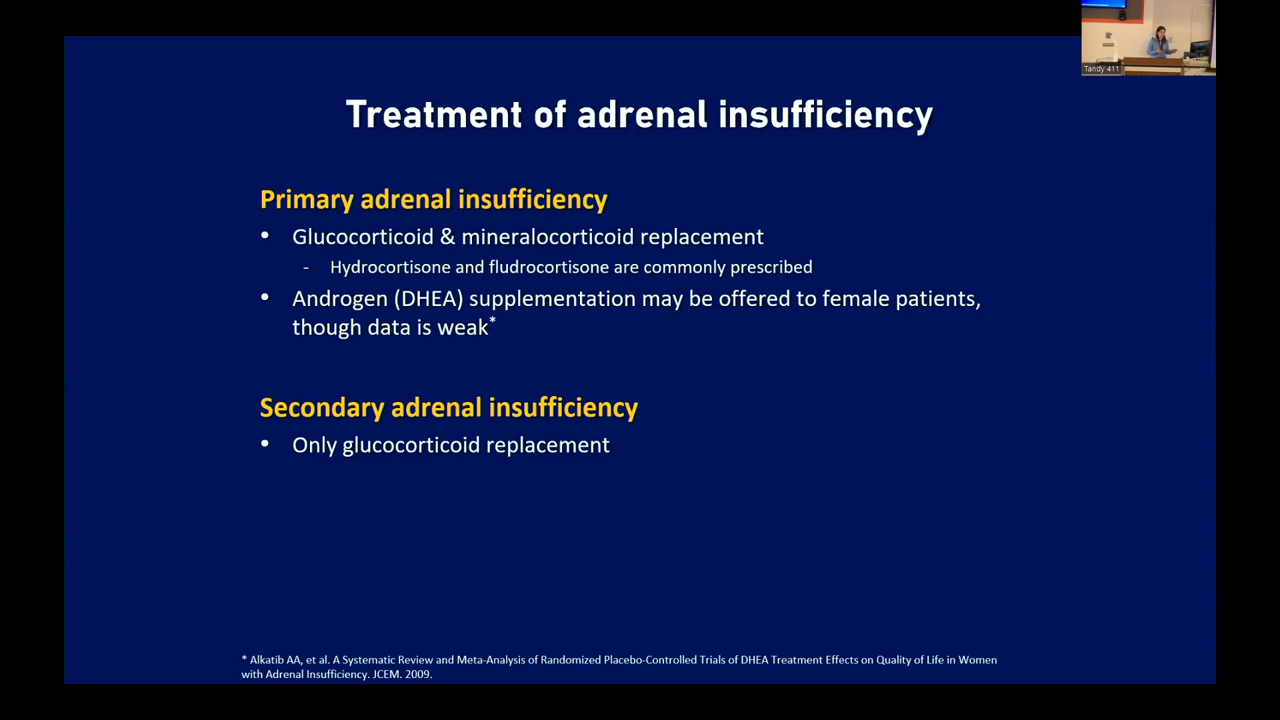 Tandy 411
Treatment of adrenal insufficiency
Primary adrenal insufficiency
• Glucocorticoid & mineralocorticoid replacement
- Hydrocortisone and fludrocortisone are commonly prescribed
• Androgen (DHEA) supplementation may be offered to female patients,
though data is weak*
Secondary adrenal insufficiency
• Only glucocorticoid replacement
* Alkatib AA, et al. A Systematic Review and Meta-Analysis of Randomized Placebo-Controlled Trials of DHEA Treatment Effects on Quality of Life in Women
with Adrenal Insufficiency. JCEM. 2009.